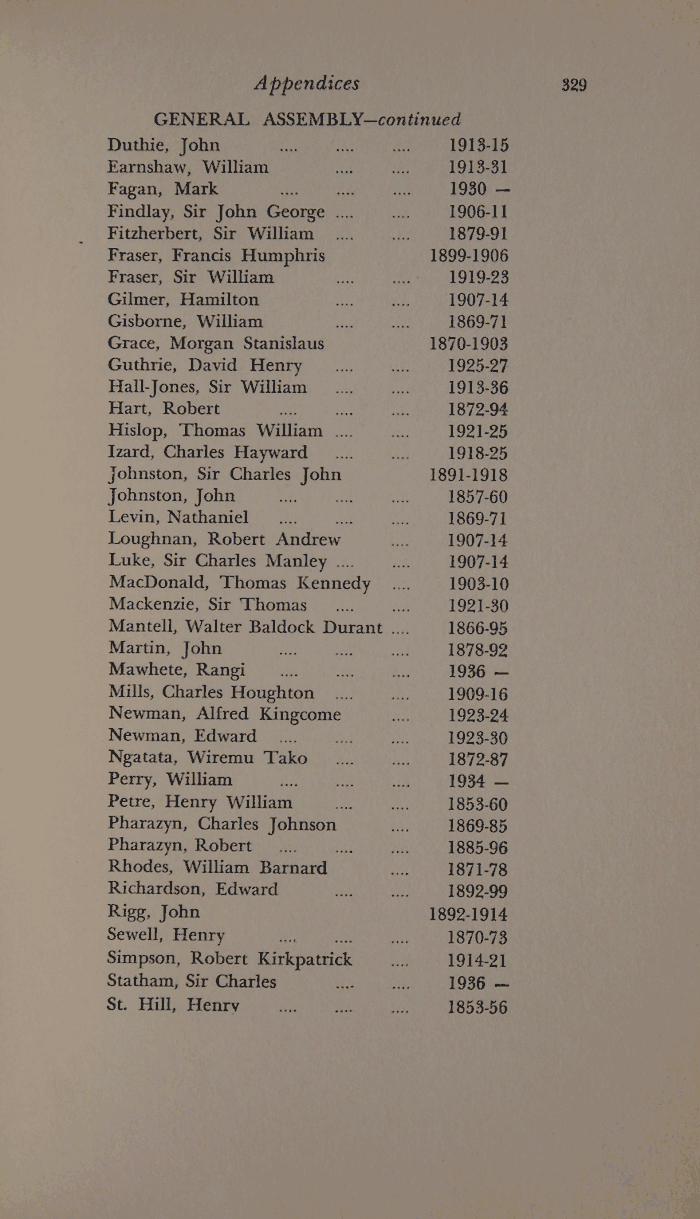 Appendices 329
GENERAL ASSEMBLY—continued
Duthie, John .... .... .... 1913-15
Earnshaw, William .... .... 1913-31
Fagan, Mark .... .... .... 1930 —
Findlay, Sir John George .... .... 1906-11
Fitzherbert, Sir William .... .... 1879-91
Fraser, Francis Humphris 1899-1906
Fraser, Sir William .... .... 1919-23
Gilmer, Hamilton .... .... 1907-14
Gisborne, William .... .... 1869-71
Grace, Morgan Stanislaus 1870-1903
Guthrie, David Henry .... .... 1925-27
Hall-Jones, Sir William .... .... 1913-36
Hart, Robert .... .... .... 1872-94
Hislop, Thomas William .... .... 1921-25
Izard, Charles Hayward .... .... 1918-25
Johnston, Sir Charles John 1891-1918
Johnston, John .... .... .... 1857-60
Levin, Nathaniel .... .... .... 1869-71
Loughnan, Robert Andrew .... 1907-14
Luke, Sir Charles Manley .... .... 1907-14
MacDonald, Thomas Kennedy .... 1903-10
Mackenzie, Sir Thomas .... .... 1921-30
Mantell, Walter Baldock Durant .... 1866-95
Martin, John .... .... .... 1878-92
Mawhete, Rangi .... .... .... 1936 —
Mills, Charles Houghton .... .... 1909-16
Newman, Alfred Kingcome .... 1923-24
Newman, Edward .... .... .... 1923-30
Ngatata, Wiremu Tako .... .... 1872-87
Perry, William .... .... .... 1934 —
Petre, Henry William .... .... 1853-60
Pharazyn, Charles Johnson .... 1869-85
Pharazyn, Robert .... .... .... 1885-96
Rhodes, William Barnard .... 1871-78
Richardson, Edward .... .... 1892-99
Rigg, John 1892-1914
Sewell, Henry .... .... .... 1870-73
Simpson, Robert Kirkpatrick .... 1914-21
Statham, Sir Charles .... .... 1936 —
St. Hill, Henry .... .... .... 1853-56